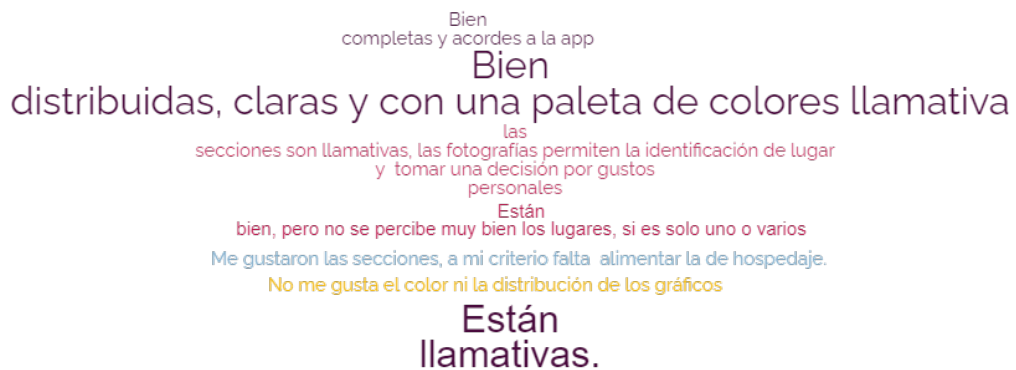 Bien
completas y acordes a la app
Bien
distribuidas, claras y con una paleta de colores llamativa
las
secciones son llamativas, las fotografías permiten la identificación de lugar
y tomar una decisión por gustos
personales
Están
bien, pero no se percibe muy bien los lugares, si es solo uno o varios
Me gustaron las secciones, a mi criterio falta alimentar la de hospedaje.
No me gusta el color ni la distribución de los gráficos
Están
llamativas.